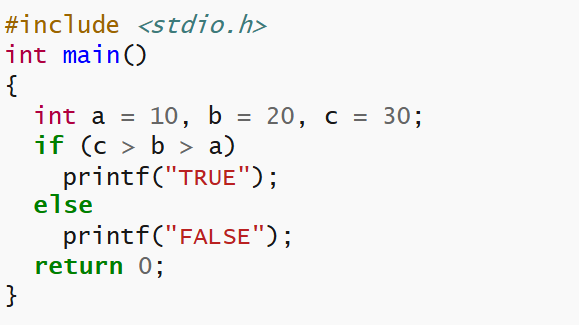 #include <stdio.h>
int main()
{
  int a = 10, b = 20, c = 30;
  if (c > b > a)
    printf("TRUE");
  else
    printf("FALSE");
  return 0;
}